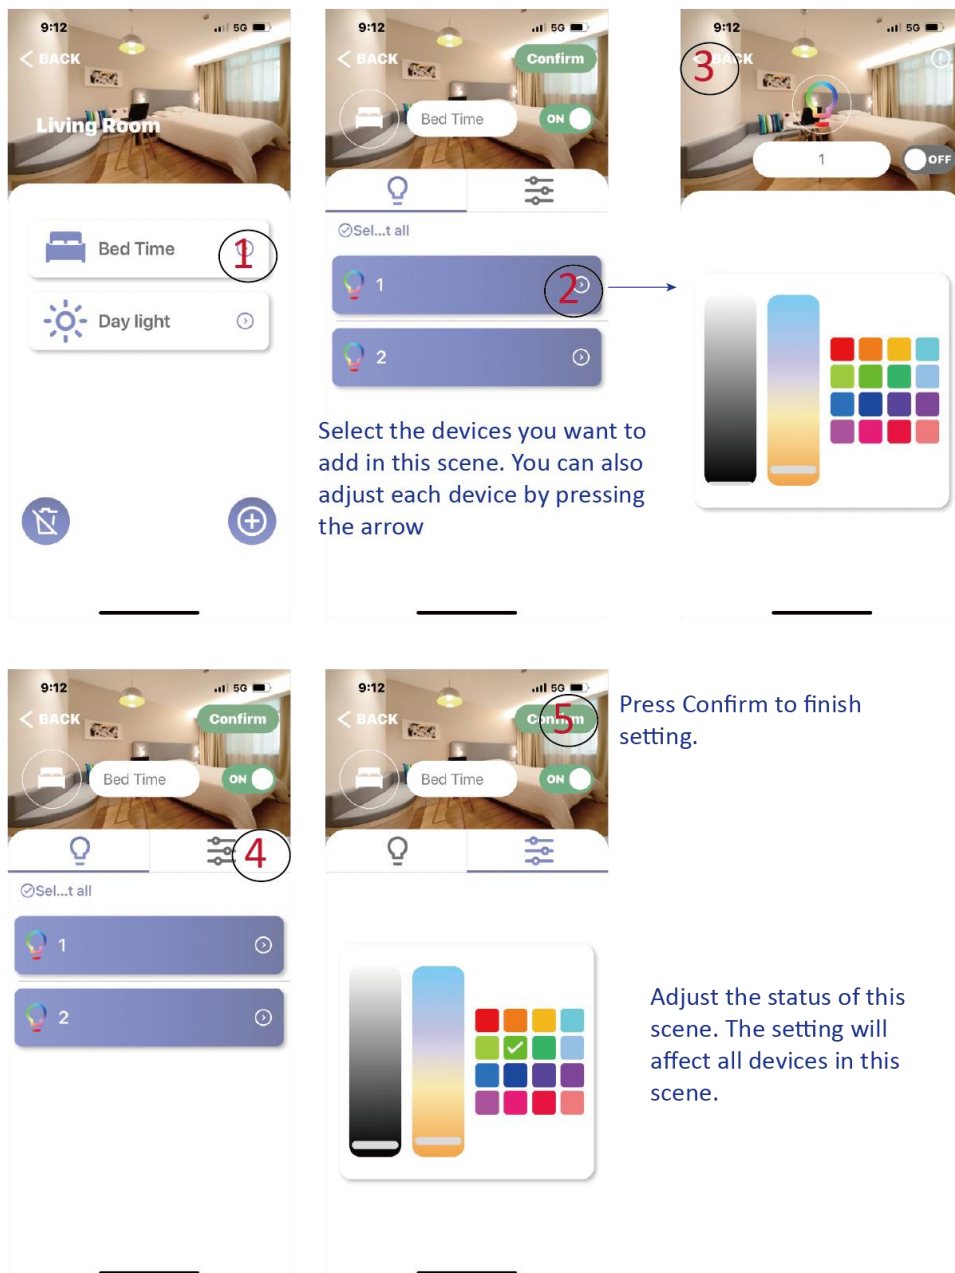 9:12
5G
BACK
Living Room
Bed Time
1
Day light
9:12
5G
BACK
Confirm
Bed Time
ON
Sel...t all
1
2
2
Select the devices you want to
add in this scene. You can also
adjust each device by pressing
the arrow
9:12
5G
3
BACK
1
OFF
9:12
5G
BACK
Confirm
Bed Time
ON
4
Sel...t all
1
2
9:12
5G
BACK
Confirm
5
Bed Time
ON
Press Confirm to finish
setting.
Adjust the status of this
scene. The setting will
affect all devices in this
scene.